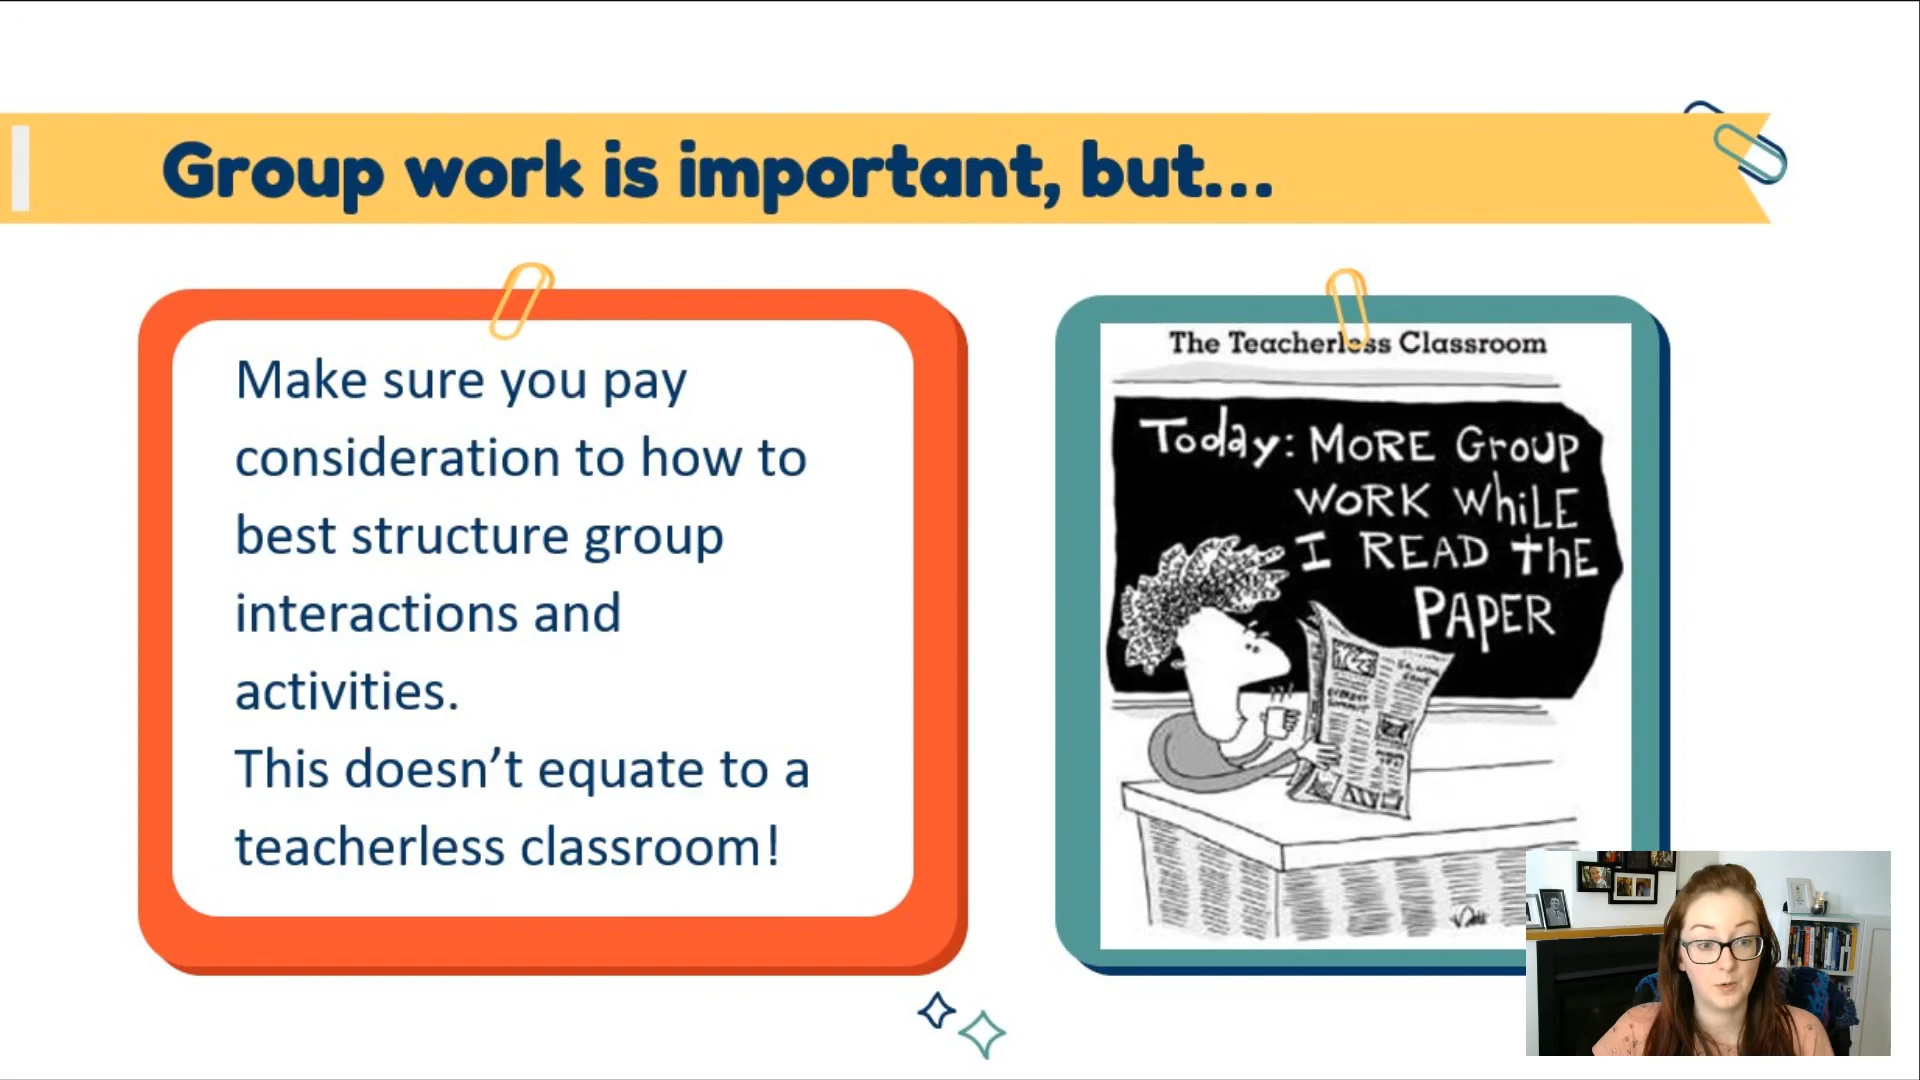 Group work is important, but...
Make sure you pay
consideration to how to
best structure group
interactions and
activities.
This doesn’t equate to a
teacherless classroom!
The Teacherless Classroom
Today: MORE GROUP
WORK WHILE
I READ THE
PAPER